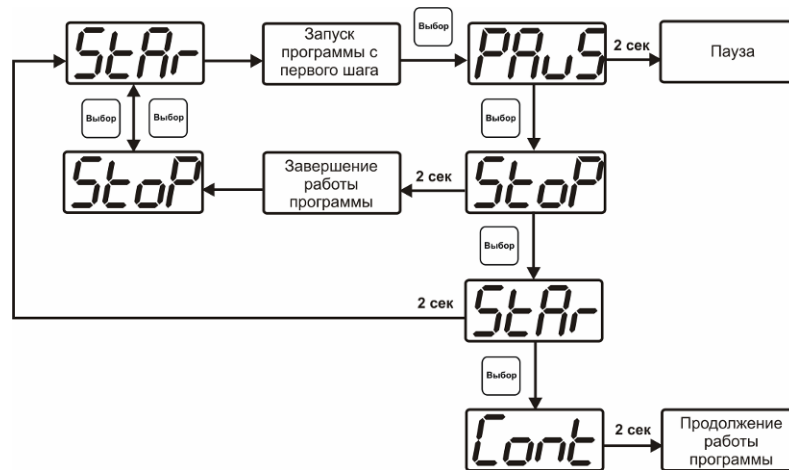 StAr
Запуск
программы с
первого шага
Выбор
PAuS
2 сек
Пауза
Выбор
Выбор
Выбор
StoP
Завершение
работы
программы
2 сек
StoP
Выбор
2 сек
StAr
Выбор
Cont
2 сек
Продолжение
работы
программы